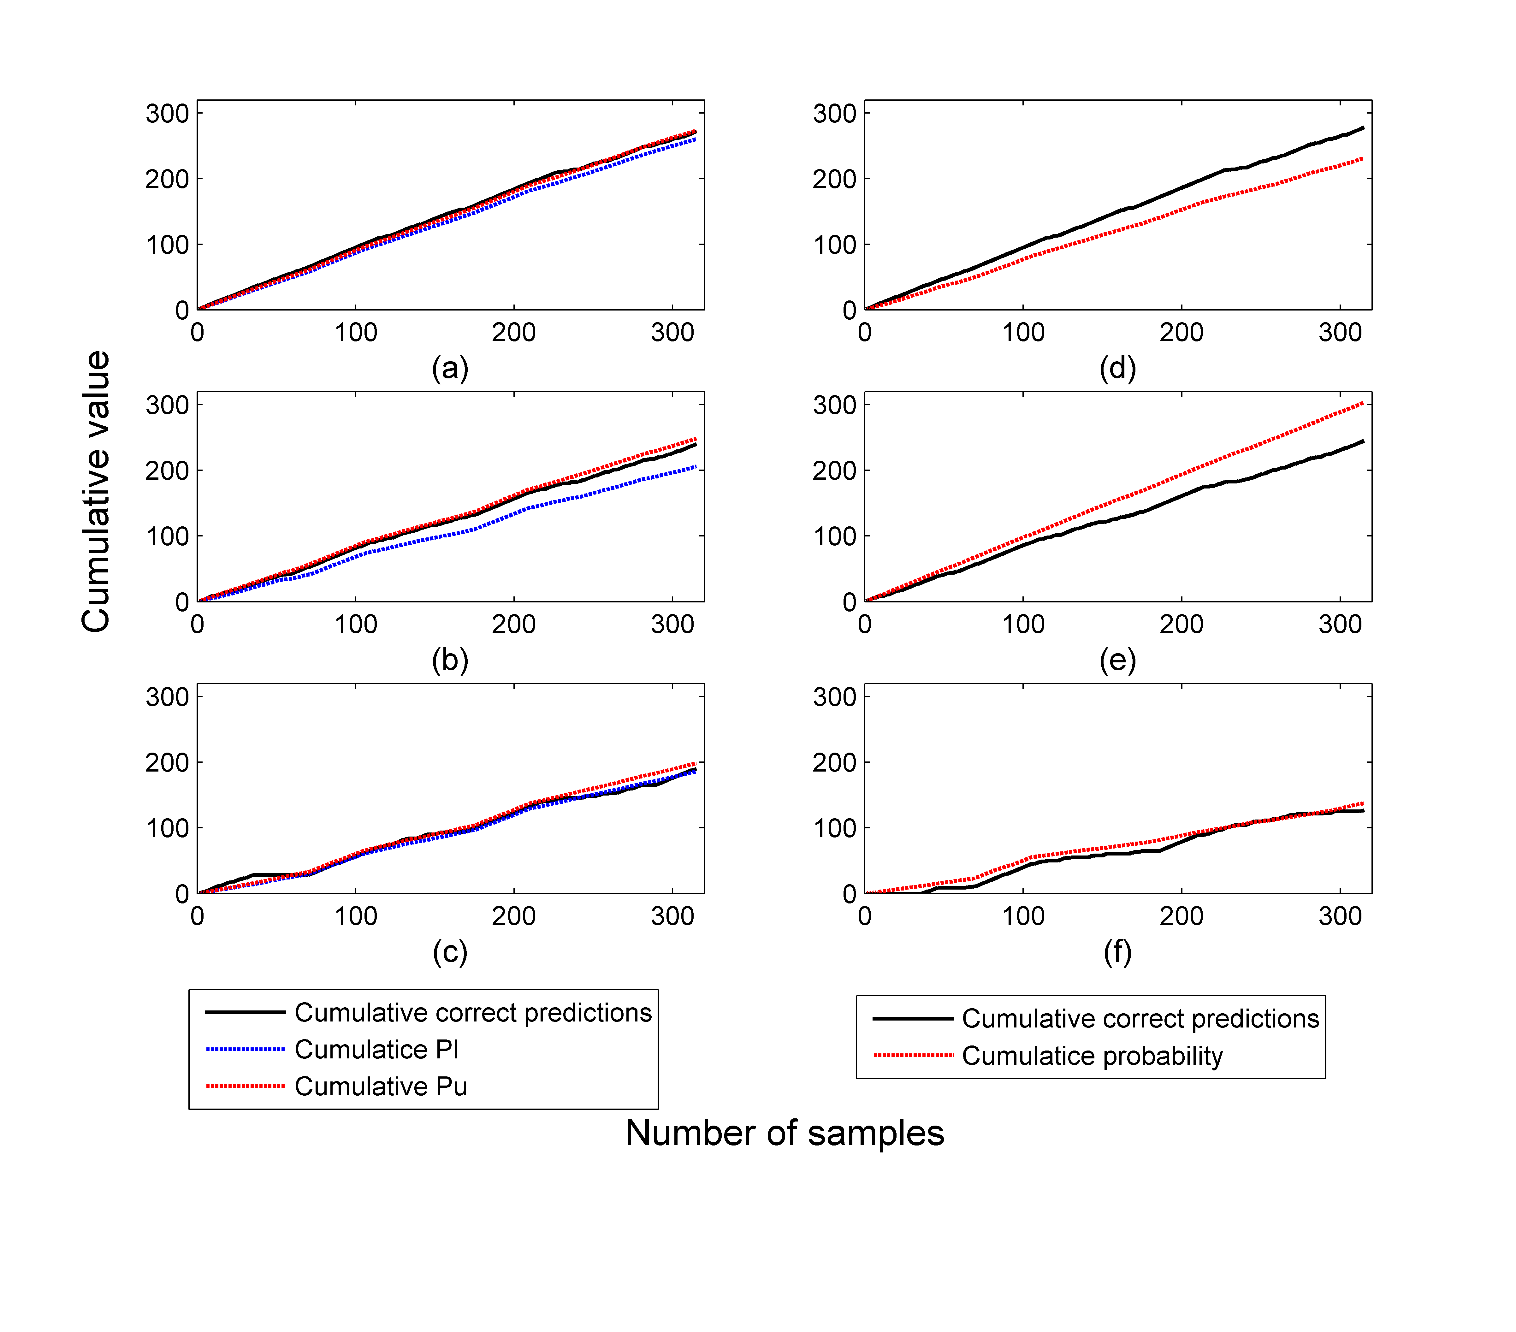 300
200
100
0
0 100 200 300
(a)
300
200
100
0
0 100 200 300
(d)
Cumulative value
300
200
100
0
0 100 200 300
(b)
300
200
100
0
0 100 200 300
(e)
300
200
100
0
0 100 200 300
(c)
300
200
100
0
0 100 200 300
(f)
Cumulative correct predictions
Cumulatice Pl
Cumulative Pu
Cumulative correct predictions
Cumulatice probability
Number of samples